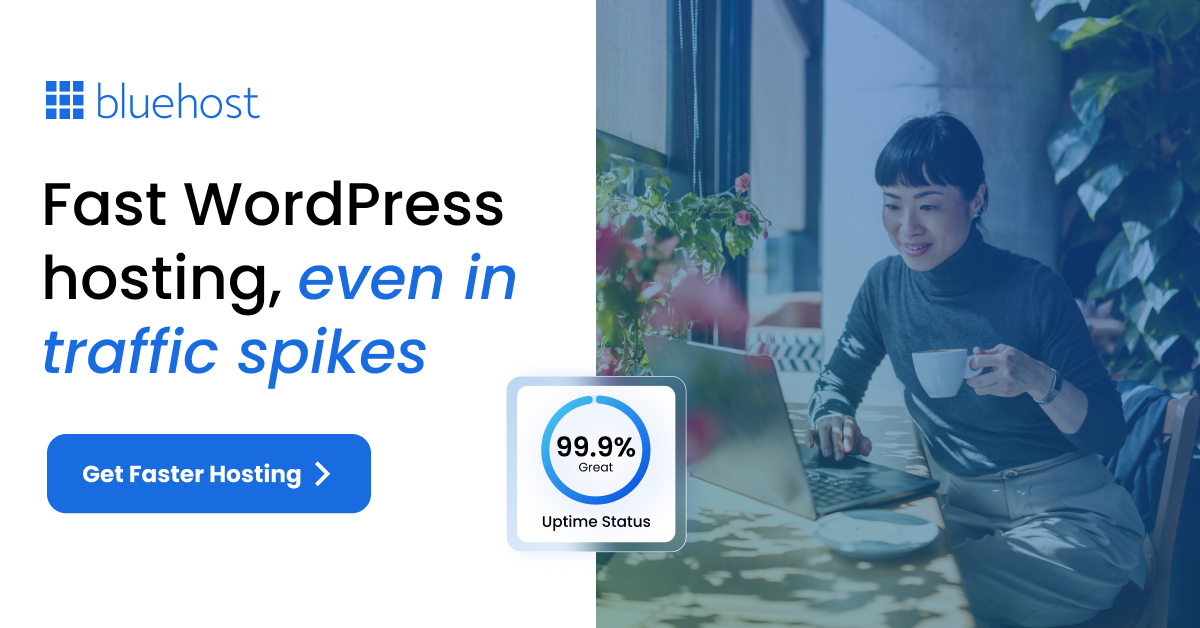 bluehost
Fast WordPress
hosting, even in
traffic spikes
Get Faster Hosting
99.9%
Great
Uptime Status